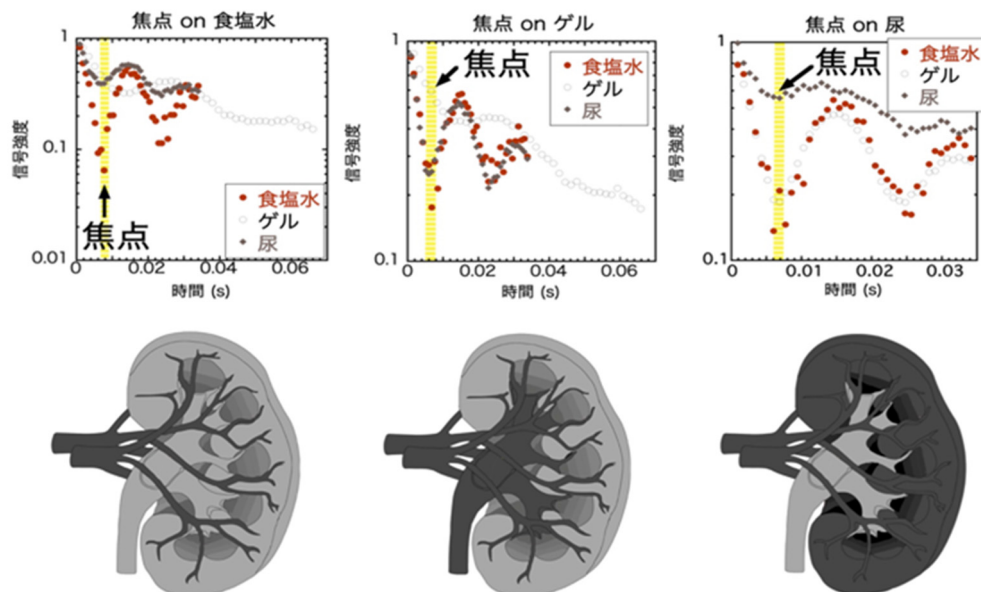 焦点 on 食塩水
1
0.1
0.01
信号強度
焦点
食塩水
ゲル
尿
0
0.02
0.04
0.06
時間 (s)
焦点 on ゲル
1
0.1
信号強度
焦点
食塩水
ゲル
尿
0
0.02
0.04
0.06
時間 (s)
焦点 on 尿
1
0.1
信号強度
焦点
食塩水
ゲル
尿
0
0.01
0.02
0.03
時間 (s)